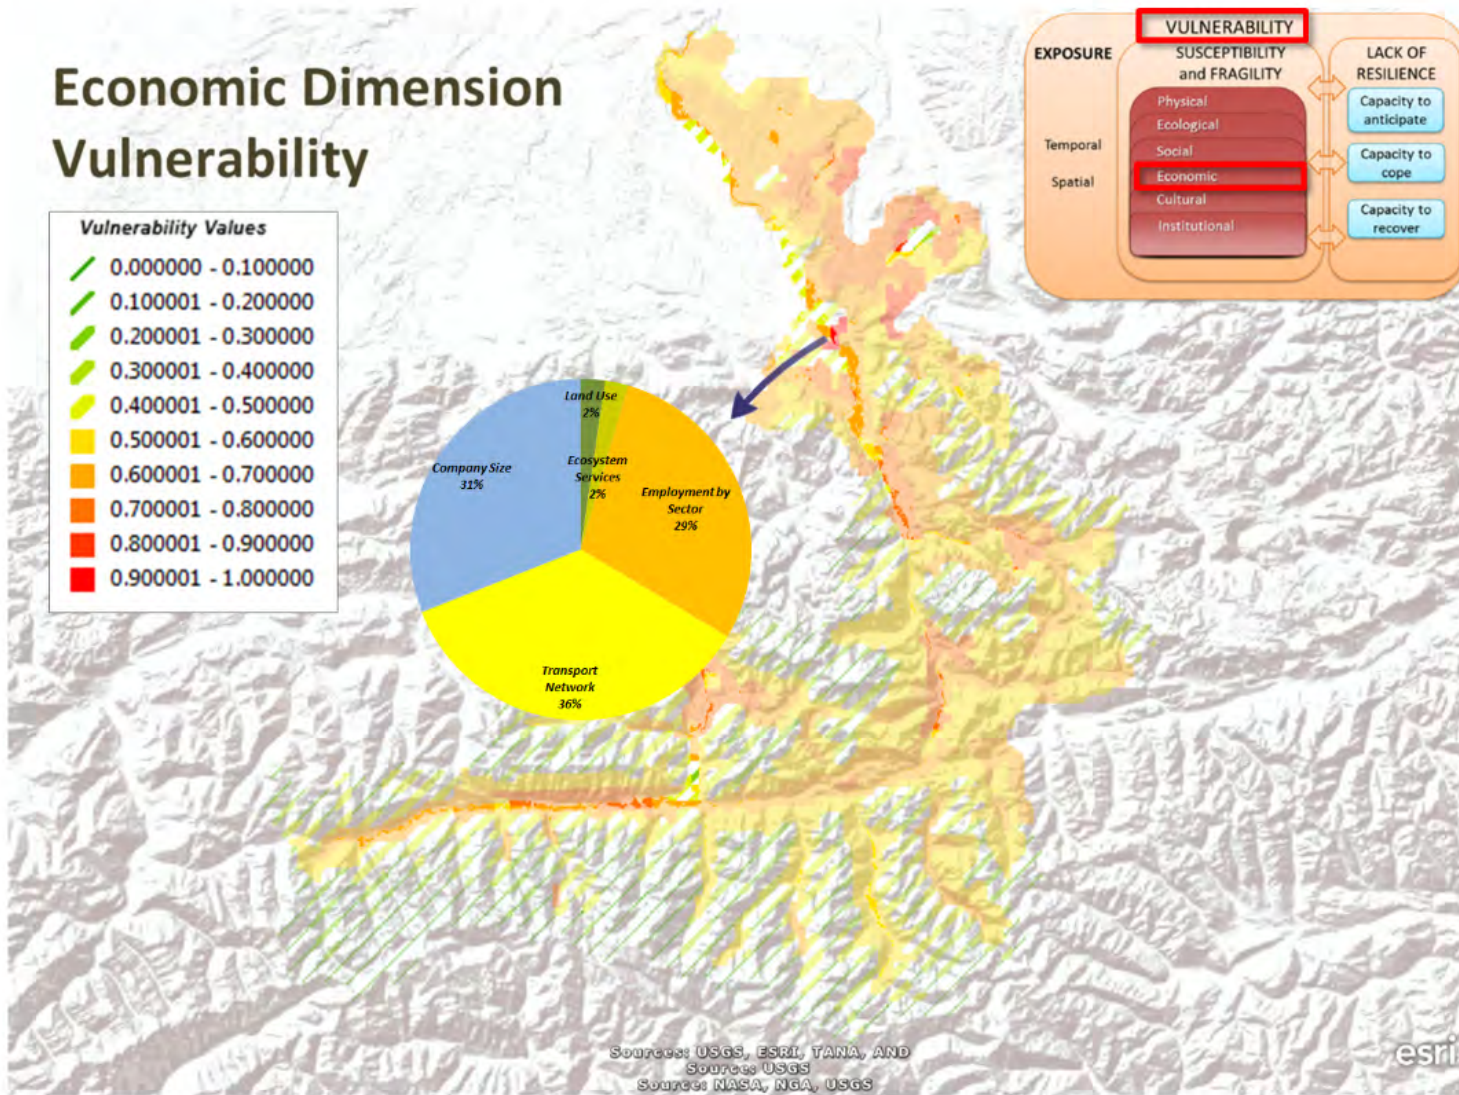 Economic Dimension
Vulnerability
Vulnerability Values
0.000000 - 0.100000
0.100001 - 0.200000
0.200001 - 0.300000
0.300001 - 0.400000
0.400001 - 0.500000
0.500001 - 0.600000
0.600001 - 0.700000
0.700001 - 0.800000
0.800001 - 0.900000
0.900001 - 1.000000
VULNERABILITY
EXPOSURE
SUSCEPTIBILITY
and FRAGILITY
LACK OF
RESILIENCE
Temporal
Spatial
Physical
Ecological
Social
Economic
Cultural
Institutional
Capacity to
anticipate
Capacity to
cope
Capacity to
recover
Land Use
2%
Ecosystem
Services
2%
Employment by
Sector
29%
Company Size
31%
Transport
Network
36%
Sources: USGS, ESRI, TANA, AND
Sources: USGS
Source: NASA, NGA, USGS
esri